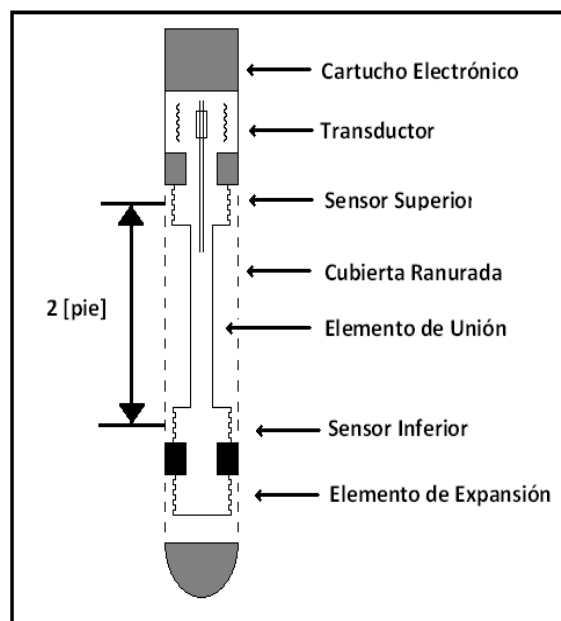 Cartucho Electrónico
Transductor
Sensor Superior
Cubierta Ranurada
2 [pie]
Elemento de Unión
Sensor Inferior
Elemento de Expansión